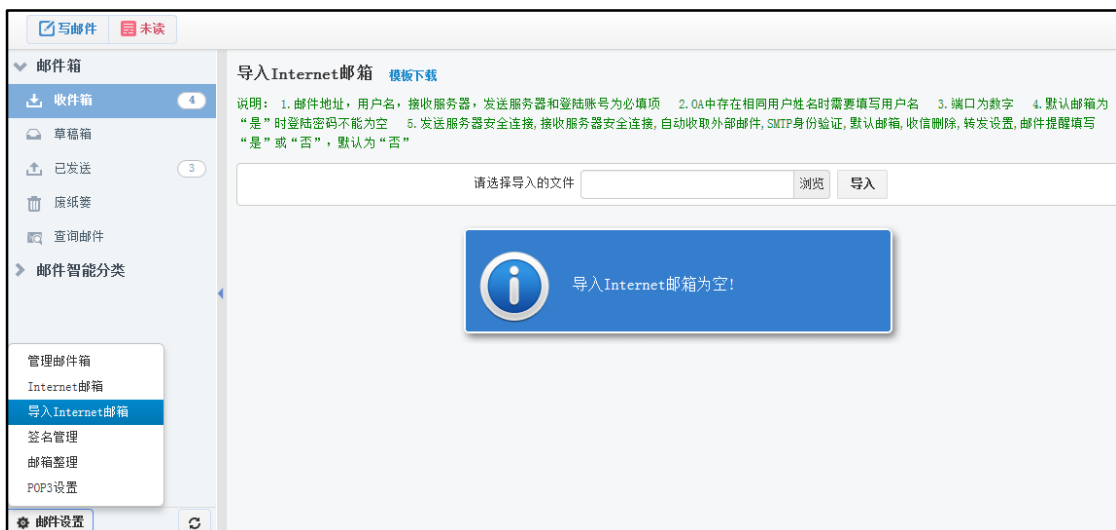 写邮件 未读
邮件箱
收件箱 4
草稿箱
已发送 3
废纸篓
查询邮件
邮件智能分类
管理邮件箱
Internet邮箱
导入Internet邮箱
签名管理
邮箱整理
POP3设置
邮件设置
导入Internet邮箱 模板下载
说明: 1.邮件地址,用户名,接收服务器,发送服务器和登陆账号为必填项 2.OA中存在相同用户姓名时需要填写用户名 3.端口为数字 4.默认邮箱为
“是”时登陆密码不能为空 5.发送服务器安全连接,接收服务器安全连接,自动收取外部邮件,SMTP身份验证,默认邮箱,收信删除,转发设置,邮件提醒填写
“是”或“否”,默认为“否”
请选择导入的文件 浏览 导入
导入Internet邮箱为空!